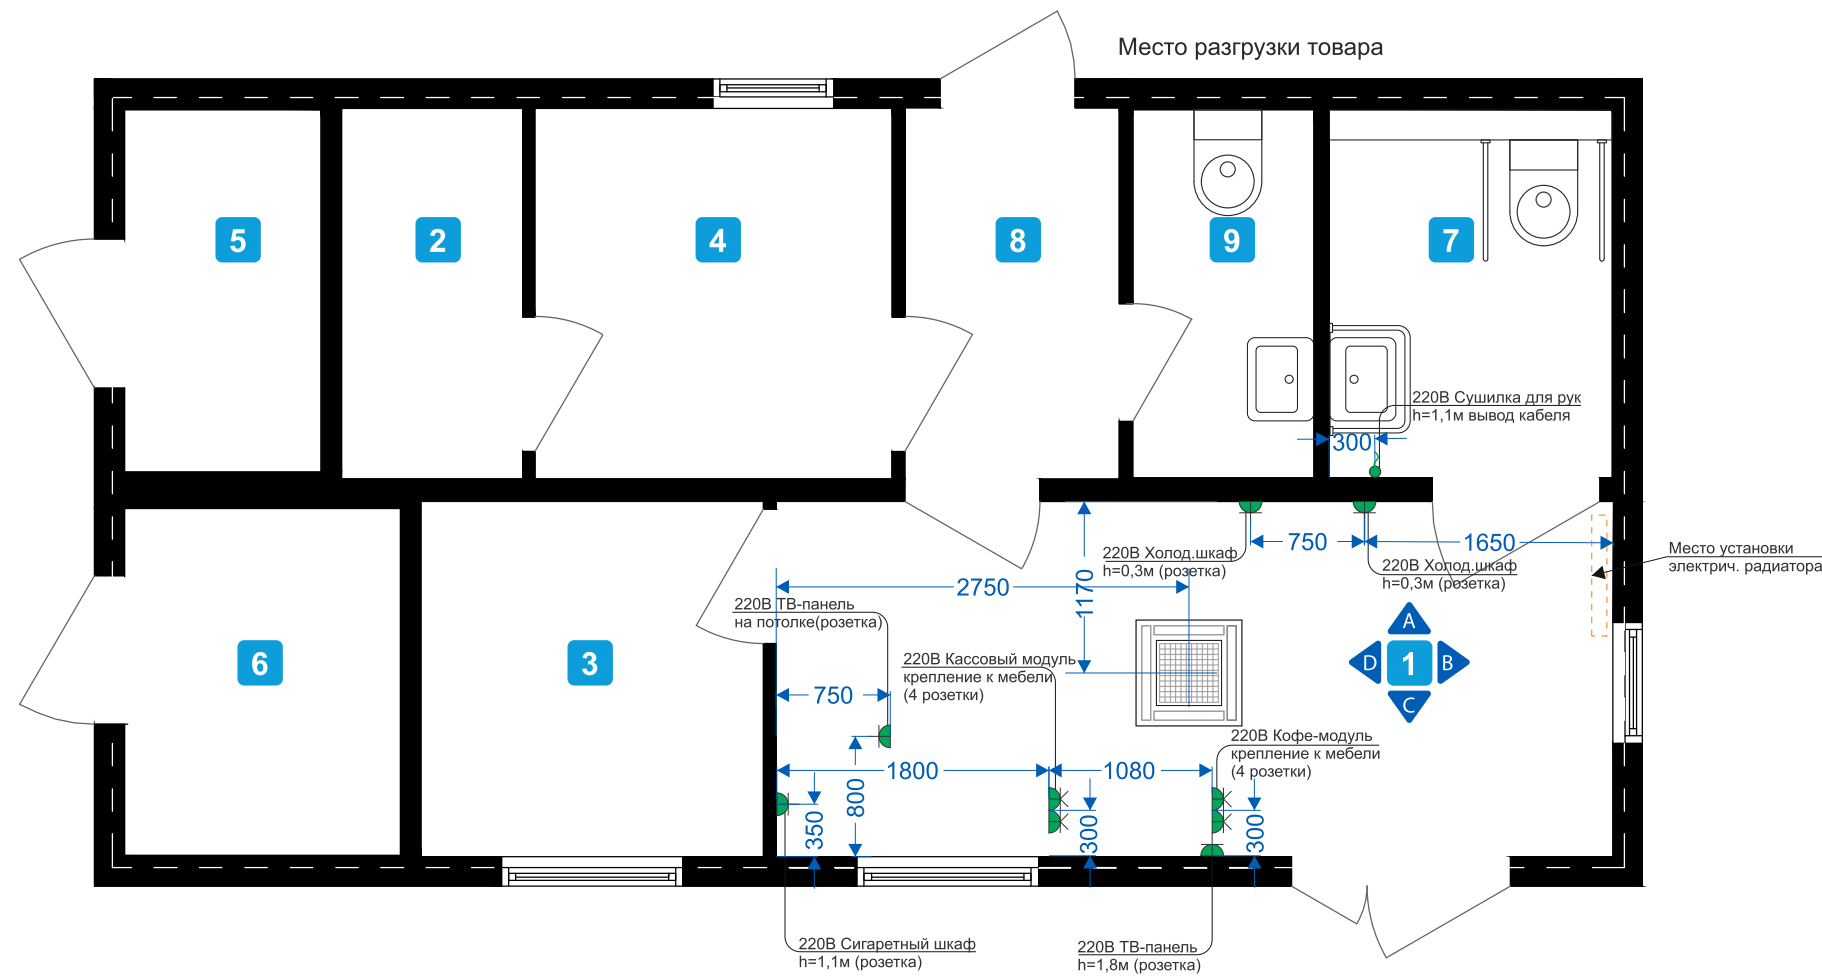 Место разгрузки товара
5
2
4
8
9
7
220В Сушилка для рук
h=1,1м вывод кабеля
300
750
1650
220В Холод.шкаф
h=0,3м (розетка)
220В Холод.шкаф
h=0,3м (розетка)
Место установки
электрич. радиатора
2750
1170
220В ТВ-панель
на потолке(розетка)
6
3
220В Кассовый модуль
крепление к мебели
(4 розетки)
A
D
1
B
C
750
220В Кофе-модуль
крепление к мебели
(4 розетки)
1800
1080
800
350
300
300
220В Сигаретный шкаф
h=1,1м (розетка)
220В ТВ-панель
h=1,8м (розетка)